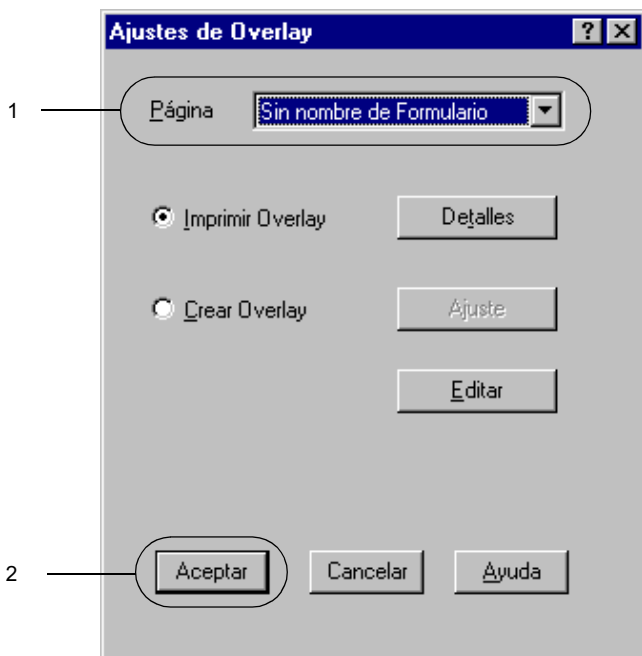 Ajustes de Overlay
1 Página Sin nombre de Formulario
Imprimir Overlay Detalles
Crear Overlay Ajuste
Editar
2 Aceptar Cancelar Ayuda